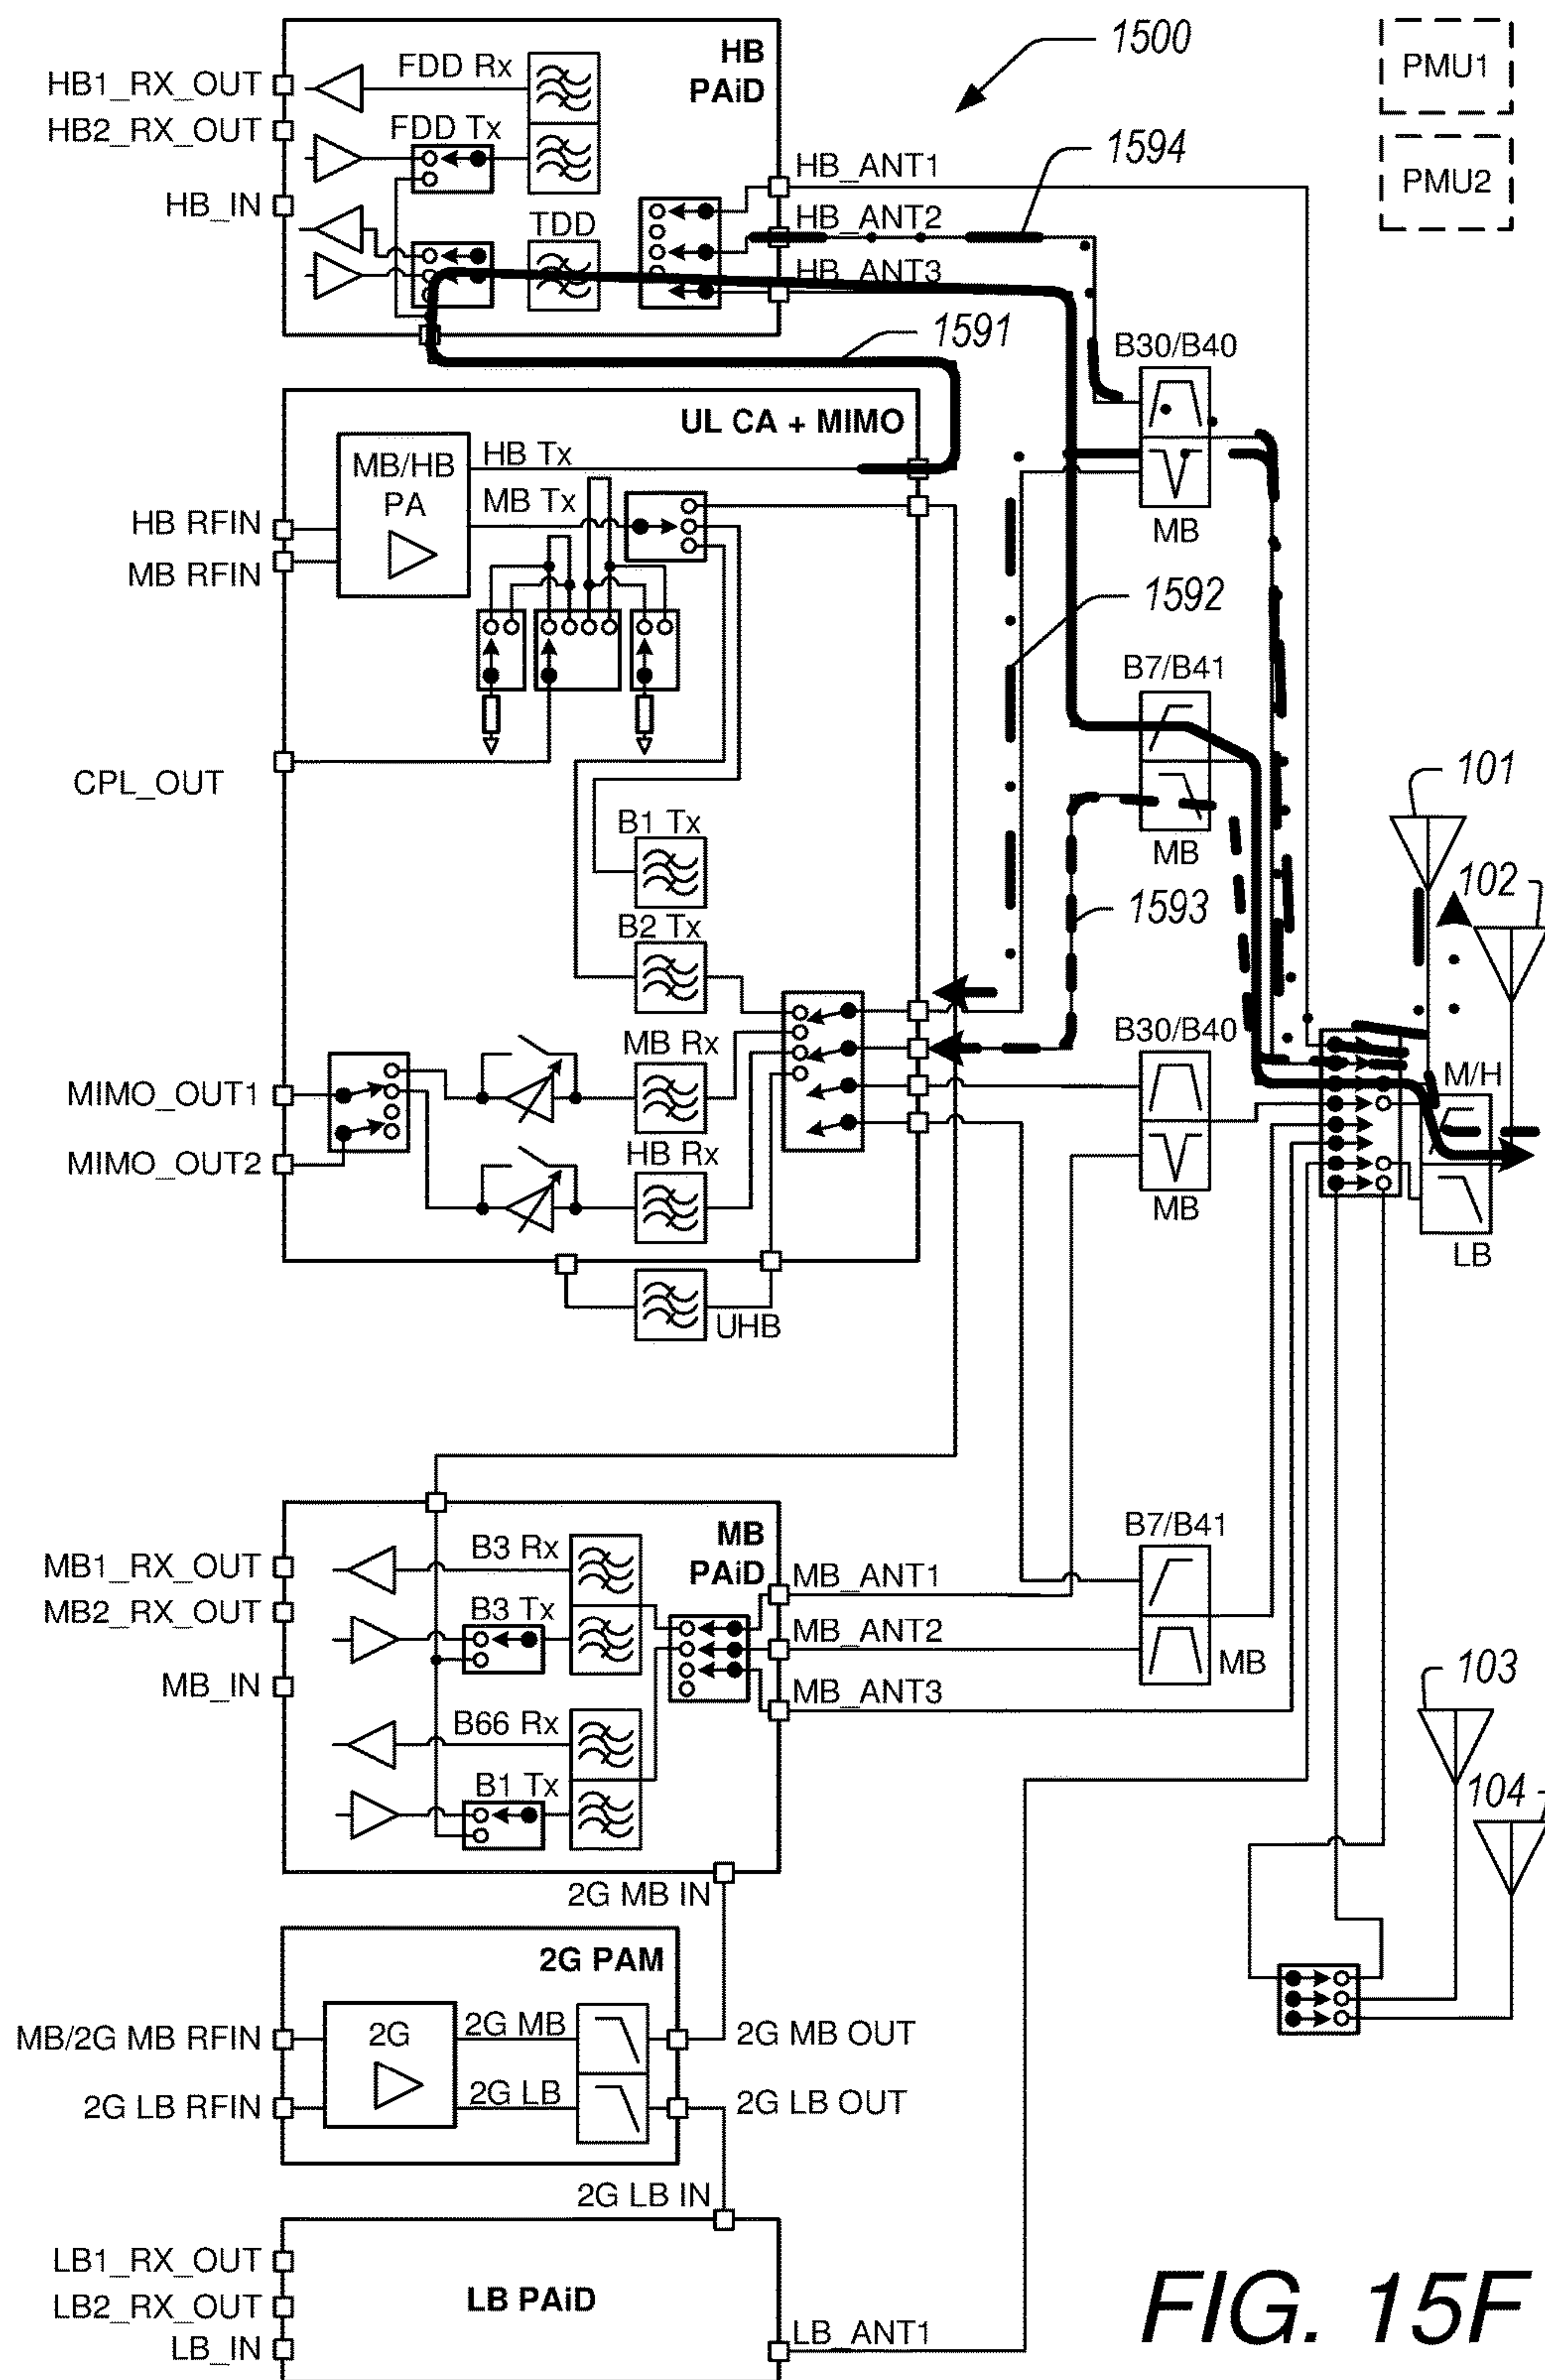 HB
PAiD
1500
PMU1
PMU2
HB1_RX_OUT
FDD Rx
HB2_RX_OUT
FDD Tx
1594
HB_ANT1
HB_IN
TDD
HB_ANT2
HB_ANT3
1591
B30/B40
UL CA + MIMO
MB/HB
PA
HB Tx
MB Tx
HB RFIN
MB RFIN
MB
1592
B7/B41
CPL_OUT
101
B1 Tx
MB
102
1593
B2 Tx
B30/B40
MB Rx
M/H
MIMO_OUT1
MIMO_OUT2
HB Rx
MB
LB
UHB
MB
PAiD
B7/B41
MB1_RX_OUT
B3 Rx
MB_ANT1
MB2_RX_OUT
B3 Tx
MB_ANT2
MB
MB_IN
MB_ANT3
103
B66 Rx
B1 Tx
104
2G MB IN
2G PAM
MB/2G MB RFIN
2G
2G MB
2G MB OUT
2G LB RFIN
2G LB
2G LB OUT
2G LB IN
LB1_RX_OUT
LB PAiD
LB2_RX_OUT
LB_IN
LB_ANT1
FIG. 15F